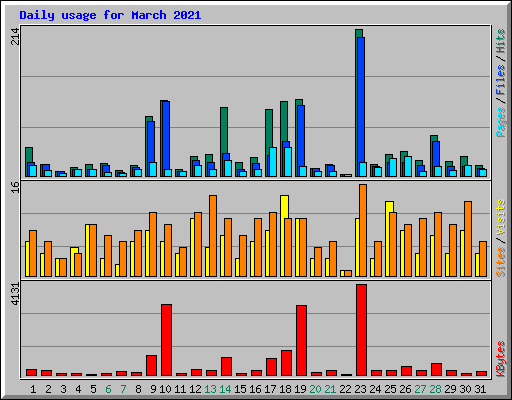 Daily usage for March 2021
214
Pages / Files / Hits
16
Sites / Visits
4131
KBytes
1 2 3 4 5 6 7 8 9 10 11 12 13 14 15 16 17 18 19 20 21 22 23 24 25 26 27 28 29 30 31